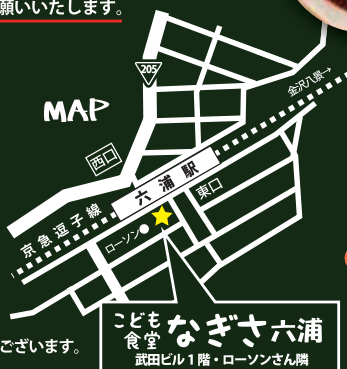 願いいたします。
205
MAP
金沢八景→
西口
六浦駅
東口
京急逗子線
ローソン●
こども
食堂
なぎさ六浦
武田ビル1階・ローソンさん隣
ございます。